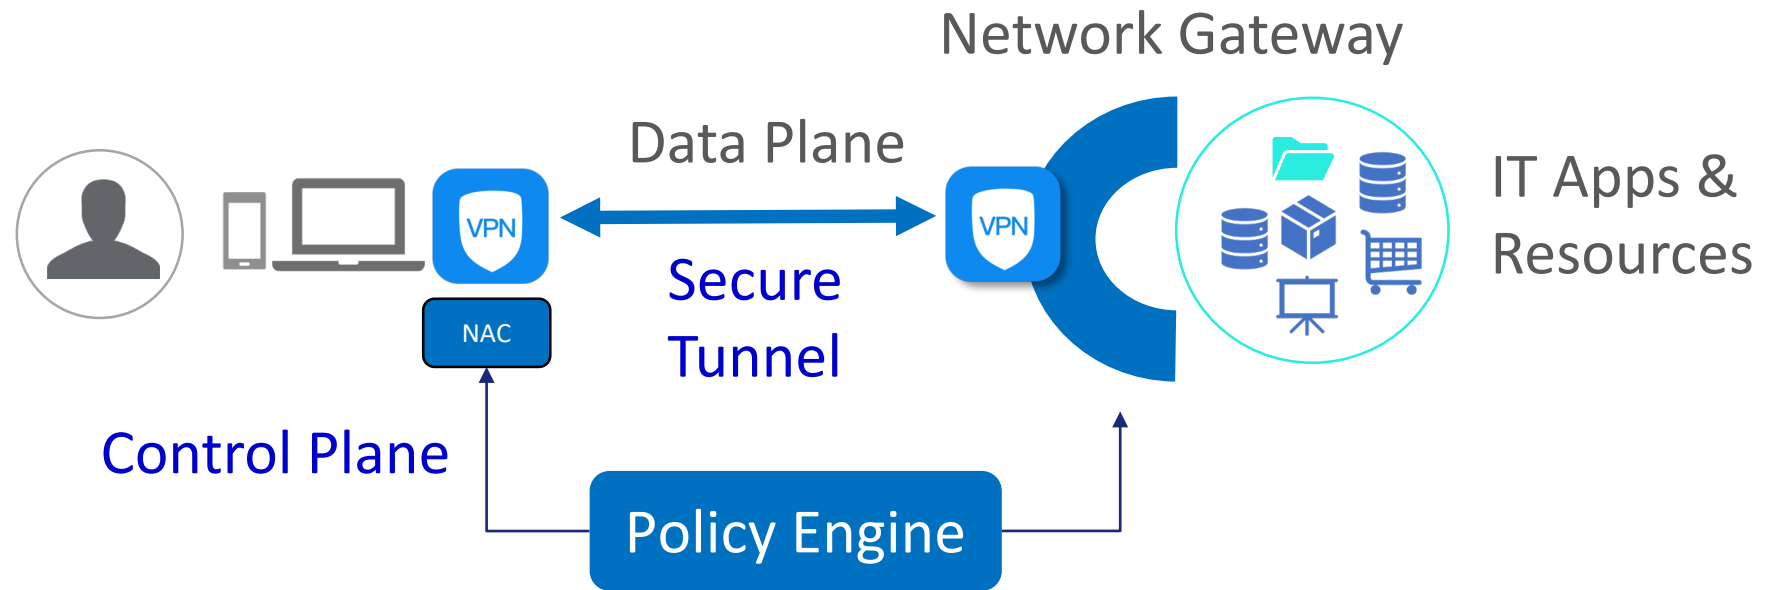 Network Gateway
Data Plane
VPN
VPN
IT Apps &
Resources
Secure
Tunnel
NAC
Control Plane
Policy Engine